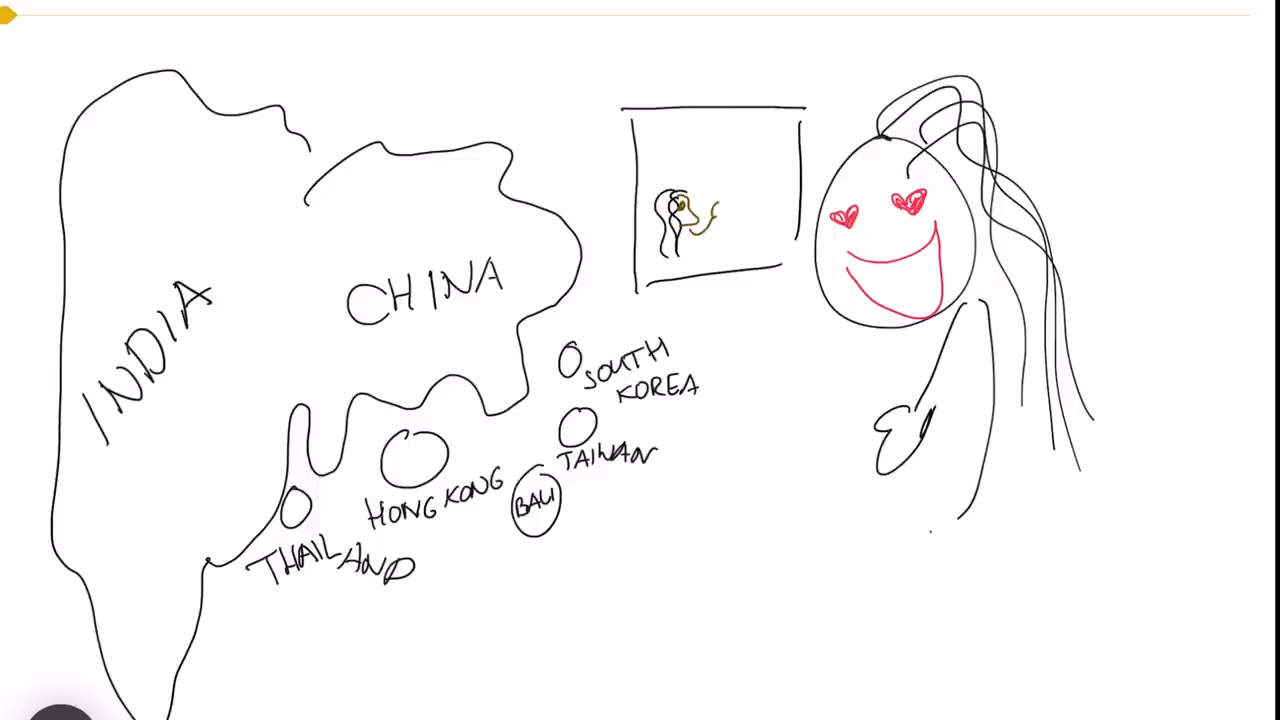 INDIA
CHINA
SOUTH
KOREA
TAIWAN
BALI
HONG KONG
THAILAND